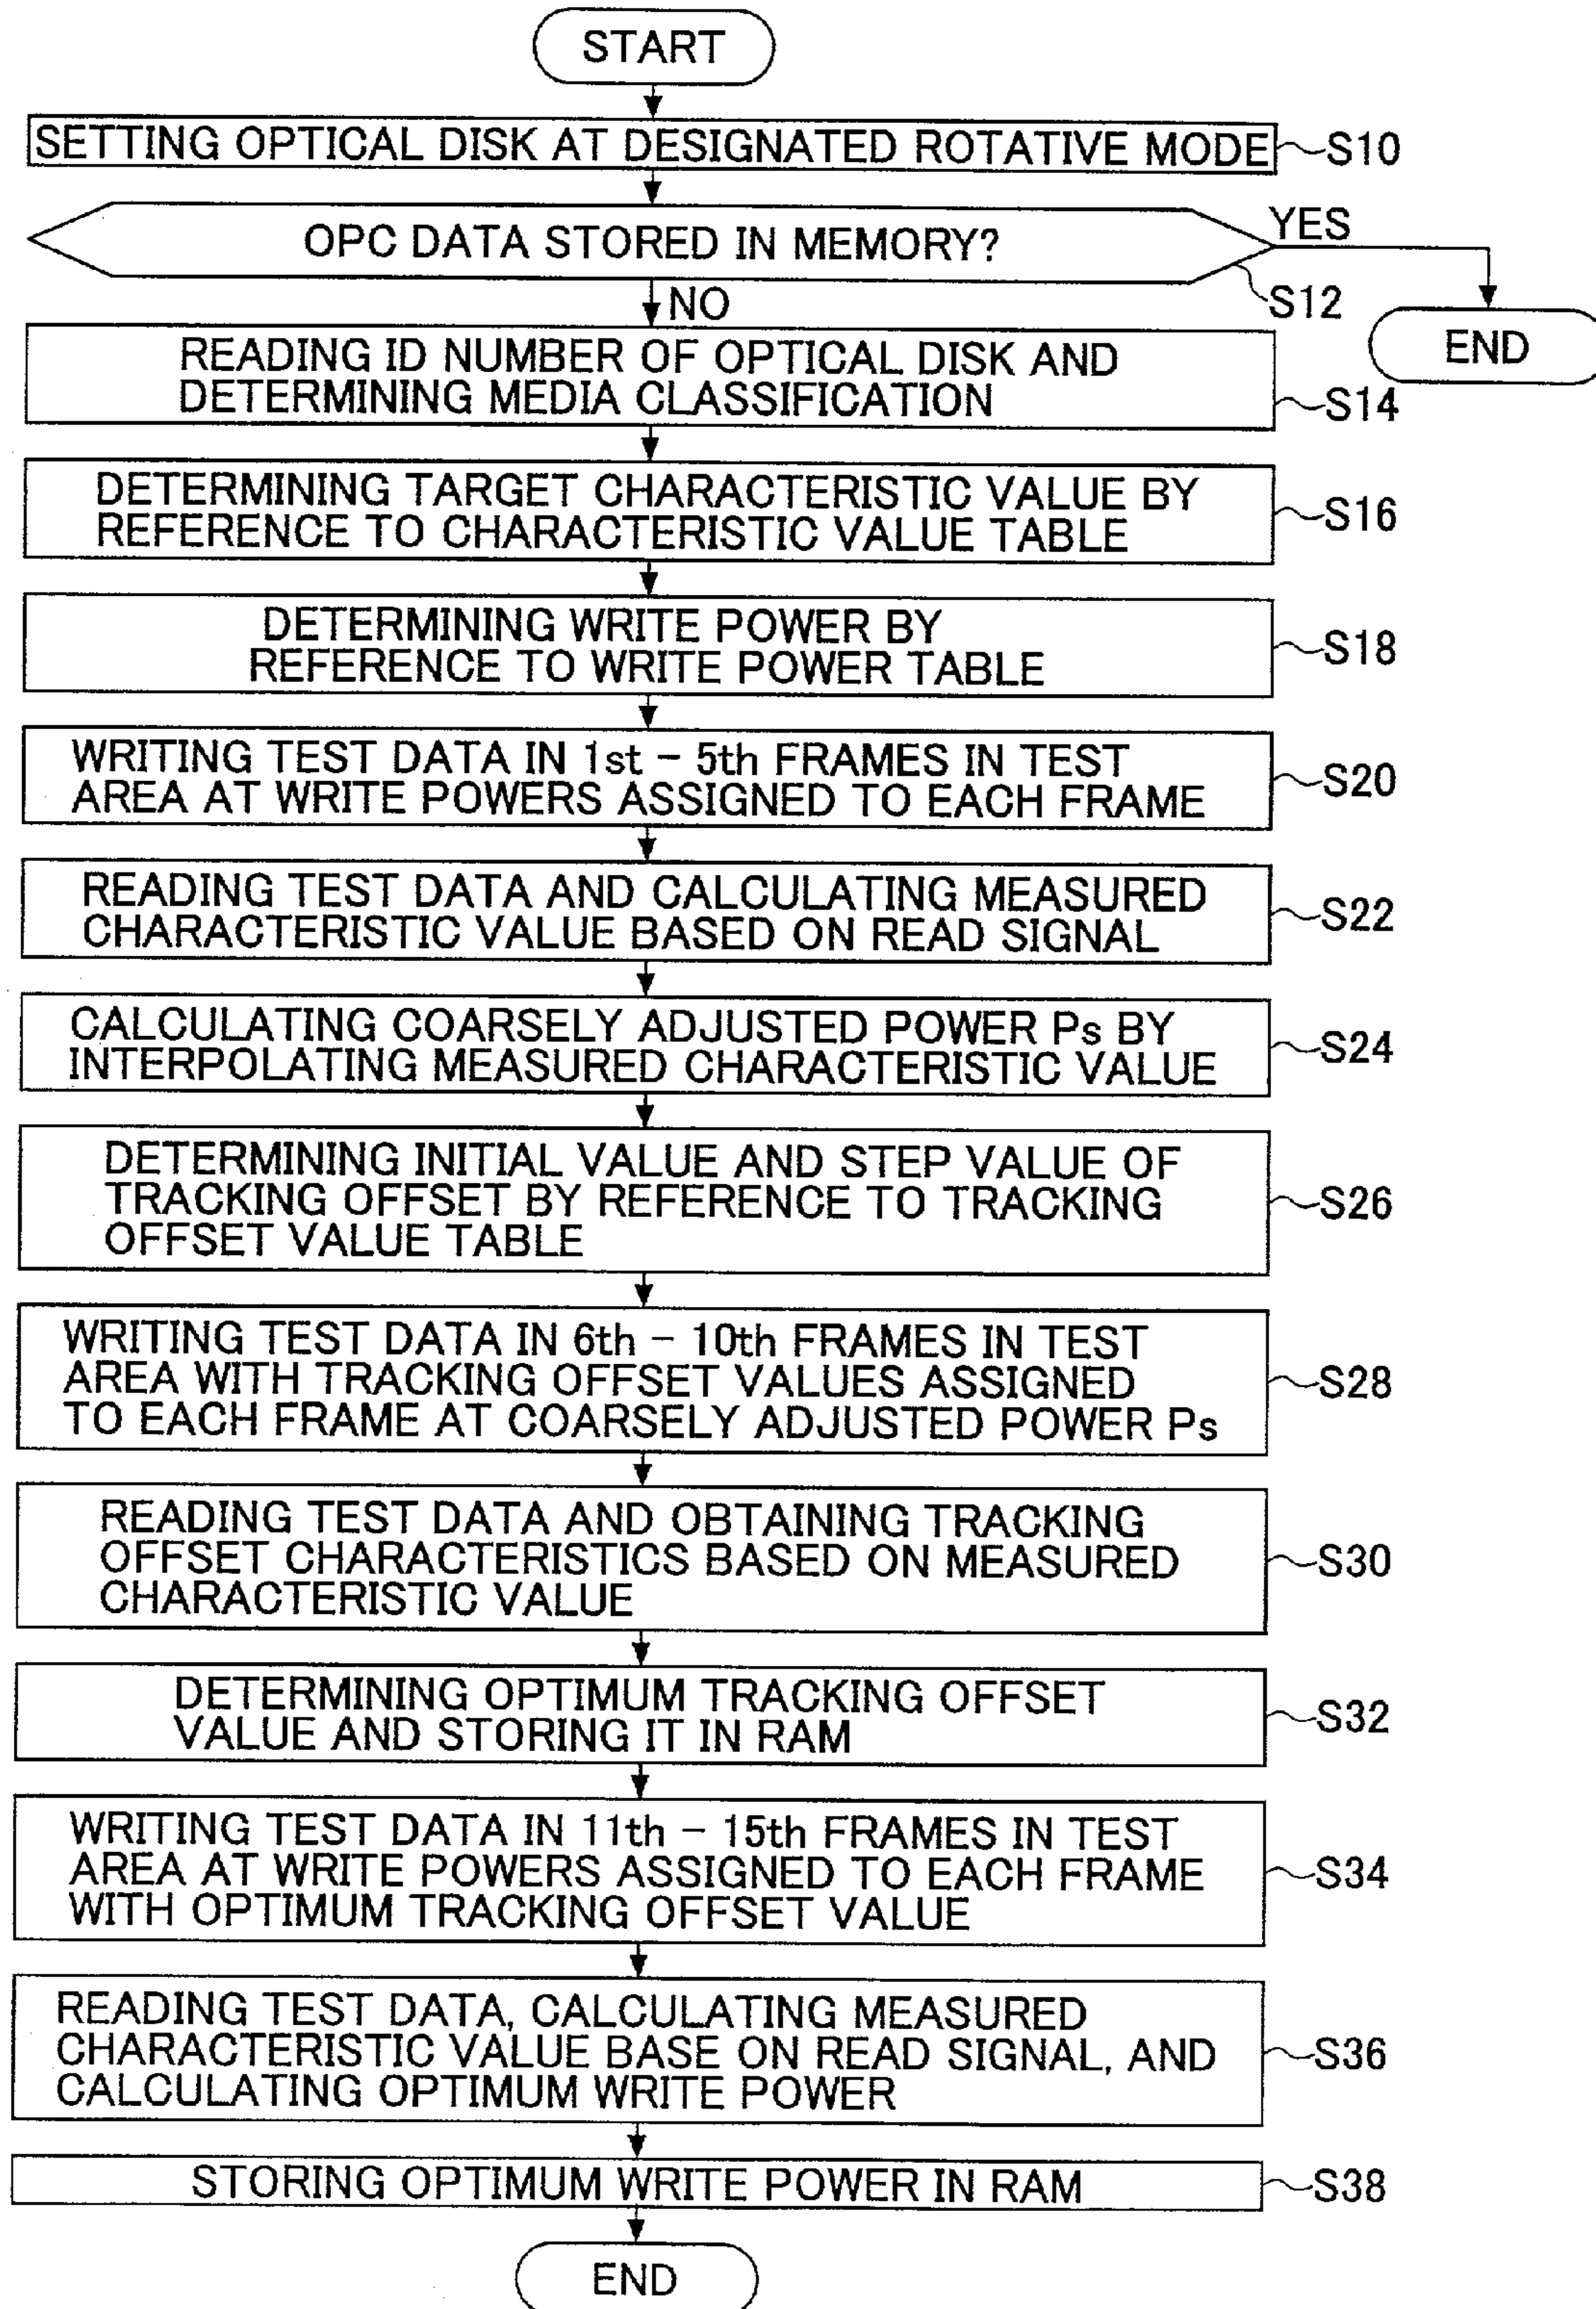 START
SETTING OPTICAL DISK AT DESIGNATED ROTATIVE MODE
S10
OPC DATA STORED IN MEMORY?
YES
S12
NO
END
READING ID NUMBER OF OPTICAL DISK AND
DETERMINING MEDIA CLASSIFICATION
S14
DETERMINING TARGET CHARACTERISTIC VALUE BY
REFERENCE TO CHARACTERISTIC VALUE TABLE
S16
DETERMINING WRITE POWER BY
REFERENCE TO WRITE POWER TABLE
S18
WRITING TEST DATA IN 1st - 5th FRAMES IN TEST
AREA AT WRITE POWERS ASSIGNED TO EACH FRAME
S20
READING TEST DATA AND CALCULATING MEASURED
CHARACTERISTIC VALUE BASED ON READ SIGNAL
S22
CALCULATING COARSELY ADJUSTED POWER Ps BY
INTERPOLATING MEASURED CHARACTERISTIC VALUE
S24
DETERMINING INITIAL VALUE AND STEP VALUE OF
TRACKING OFFSET BY REFERENCE TO TRACKING
OFFSET VALUE TABLE
S26
WRITING TEST DATA IN 6th - 10th FRAMES IN TEST
AREA WITH TRACKING OFFSET VALUES ASSIGNED
TO EACH FRAME AT COARSELY ADJUSTED POWER Ps
S28
READING TEST DATA AND OBTAINING TRACKING
OFFSET CHARACTERISTICS BASED ON MEASURED
CHARACTERISTIC VALUE
S30
DETERMINING OPTIMUM TRACKING OFFSET
VALUE AND STORING IT IN RAM
S32
WRITING TEST DATA IN 11th - 15th FRAMES IN TEST
AREA AT WRITE POWERS ASSIGNED TO EACH FRAME
WITH OPTIMUM TRACKING OFFSET VALUE
S34
READING TEST DATA, CALCULATING MEASURED
CHARACTERISTIC VALUE BASE ON READ SIGNAL, AND
CALCULATING OPTIMUM WRITE POWER
S36
STORING OPTIMUM WRITE POWER IN RAM
S38
END